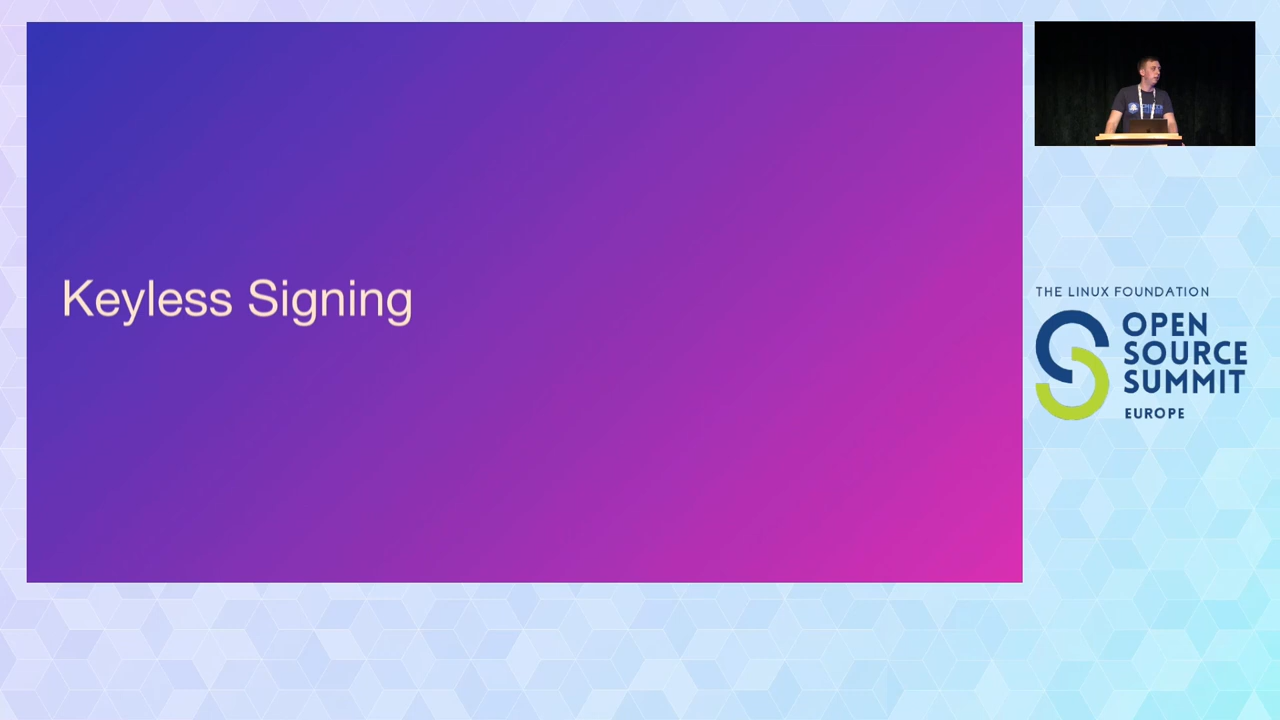 Keyless Signing
THE LINUX FOUNDATION
OPEN
SOURCE
SUMMIT
EUROPE